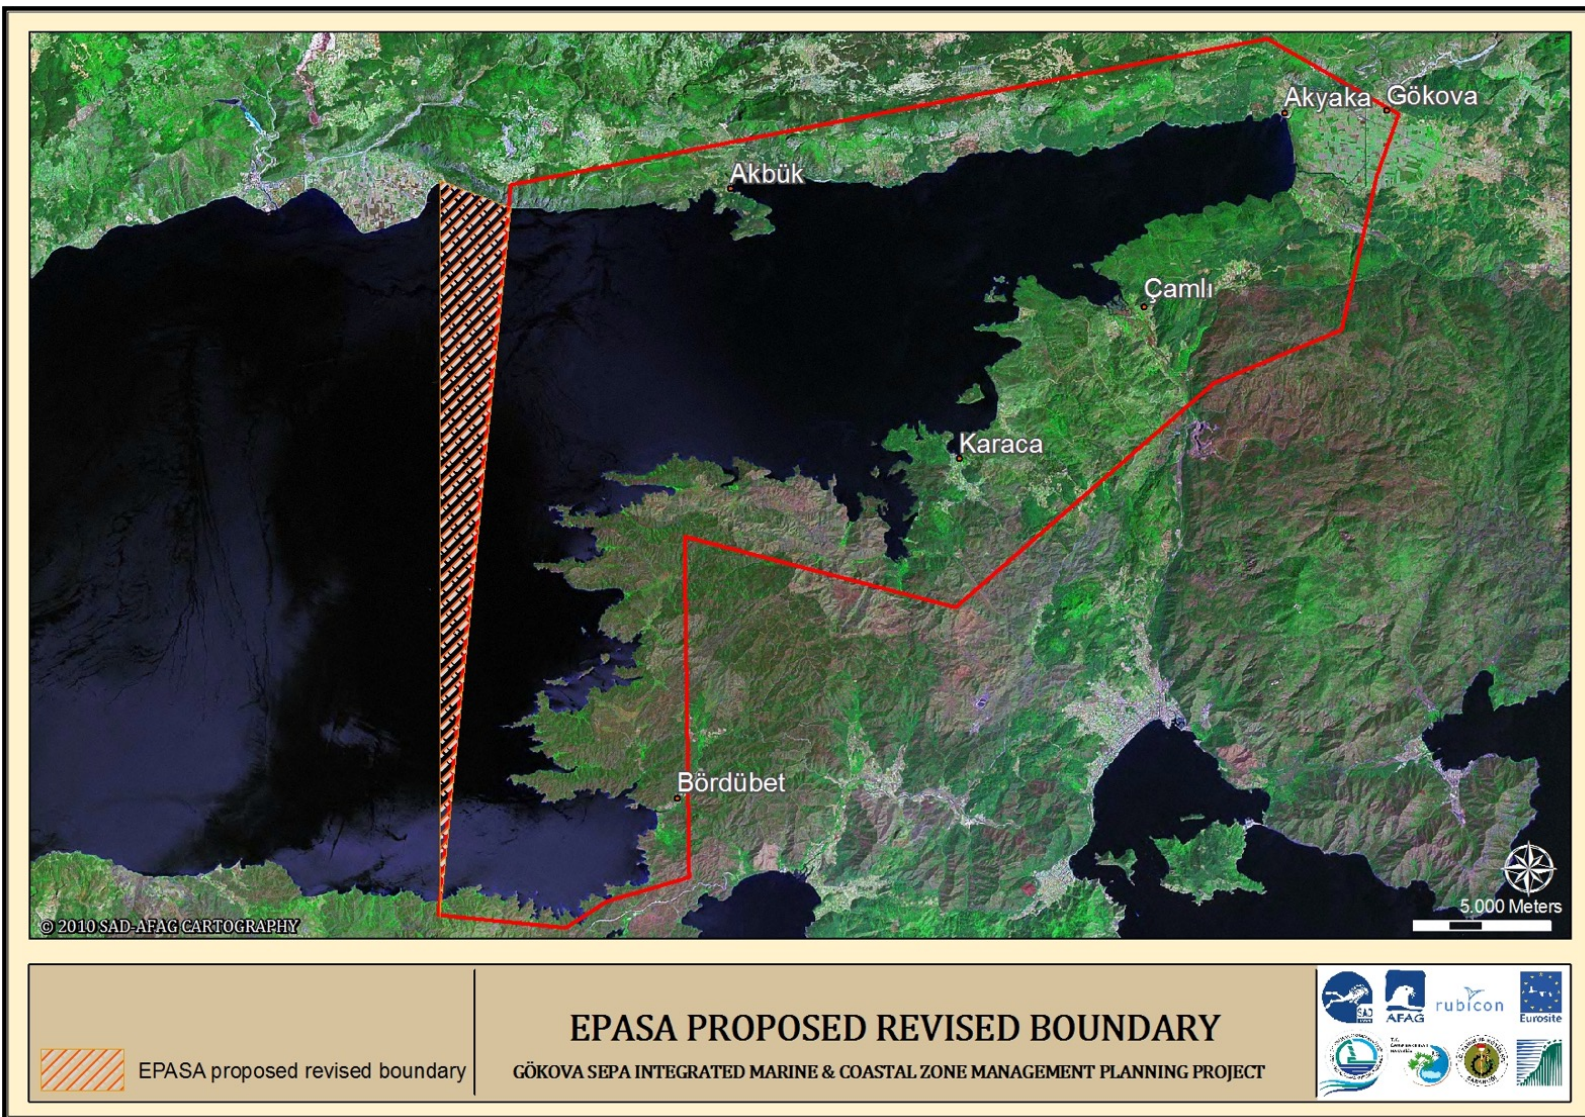 Akyaka
Gökova
Akbük
Çamlı
Karaca
Bördübet
5.000 Meters
© 2010 SAD-AFAG CARTOGRAPHY
EPASA proposed revised boundary
EPASA PROPOSED REVISED BOUNDARY
GÖKOVA SEPA INTEGRATED MARINE & COASTAL ZONE MANAGEMENT PLANNING PROJECT
SAD
AFAG
rubicon
Eurosite